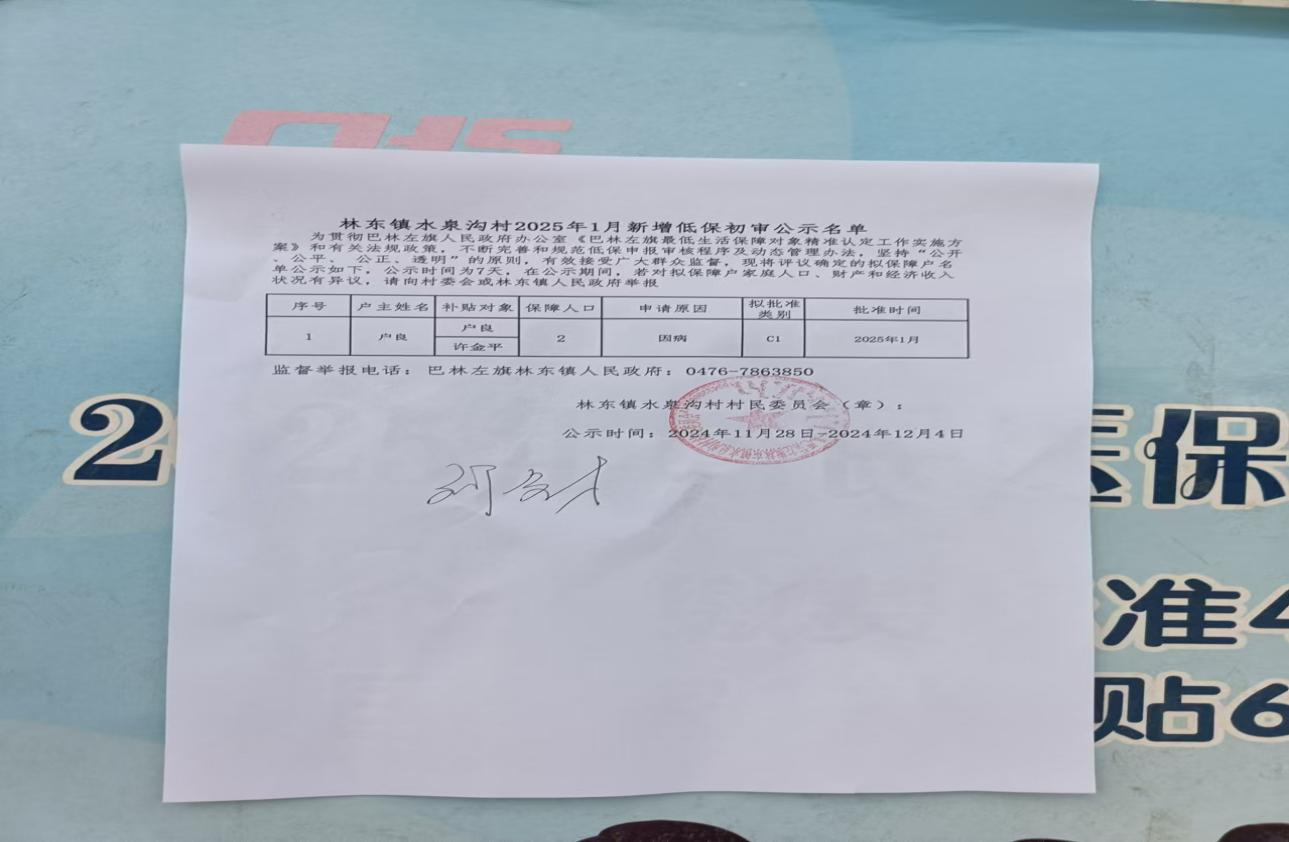 林东镇水泉沟村2025年1月新增低保初审公示名单
为贯彻巴林左旗人民政府办公室《巴林左旗最低生活保障对象精准认定工作实施方
案》和有关法规政策，不断完善和规范低保申报审核程序及动态管理办法，坚持“公开
、公平、公正、透明”的原则，有效接受广大群众监督，现将评议确定的拟保障户名
单公示如下，公示时间为7天，在公示期间，若对拟保障户家庭人口、财产和经济收入
状况有异议，请向村委会或林东镇人民政府举报
序号 户主姓名 补贴对象 保障人口 申请原因 拟批准类别 批准时间
1 卢良 卢良 2 因病 C1 2025年1月
许金平
监督举报电话：巴林左旗林东镇人民政府：0476-7863850
林东镇水泉沟村村民委员会（章）：
公示时间：2024年11月28日-2024年12月4日
2
医保
准4
贴6